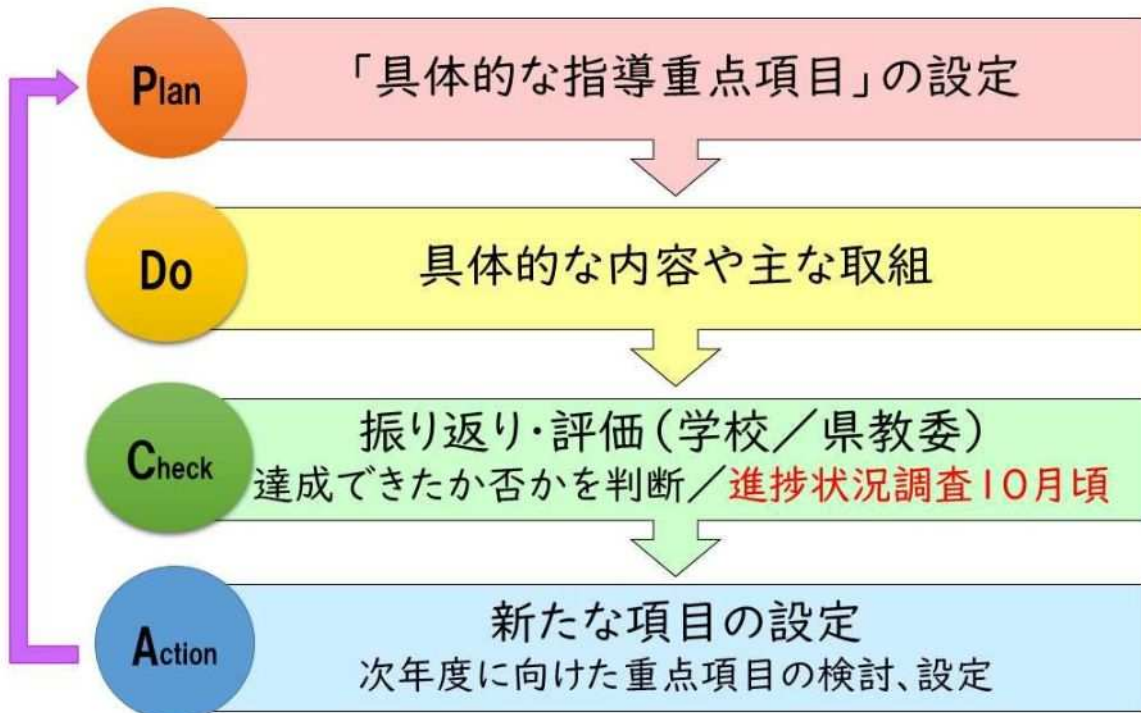 Plan
「具体的な指導重点項目」の設定
Do
具体的な内容や主な取組
Check
振り返り・評価(学校／県教委)
達成できたか否かを判断／進捗状況調査10月頃
Action
新たな項目の設定
次年度に向けた重点項目の検討、設定